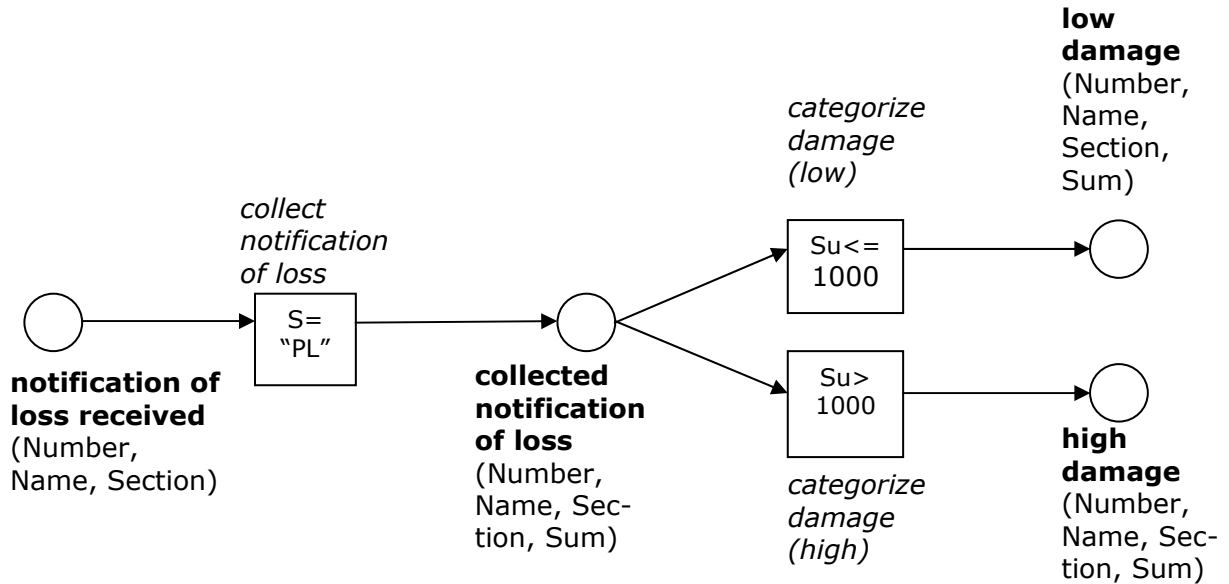 notification of
loss received
(Number,
Name, Section)
collect
notification
of loss
S=
“PL”
collected
notification
of loss
(Number,
Name, Sec-
tion, Sum)
categorize
damage
(low)
Su<=
1000
Su>
1000
categorize
damage
(high)
low
damage
(Number,
Name,
Section,
Sum)
high
damage
(Number,
Name, Sec-
tion, Sum)